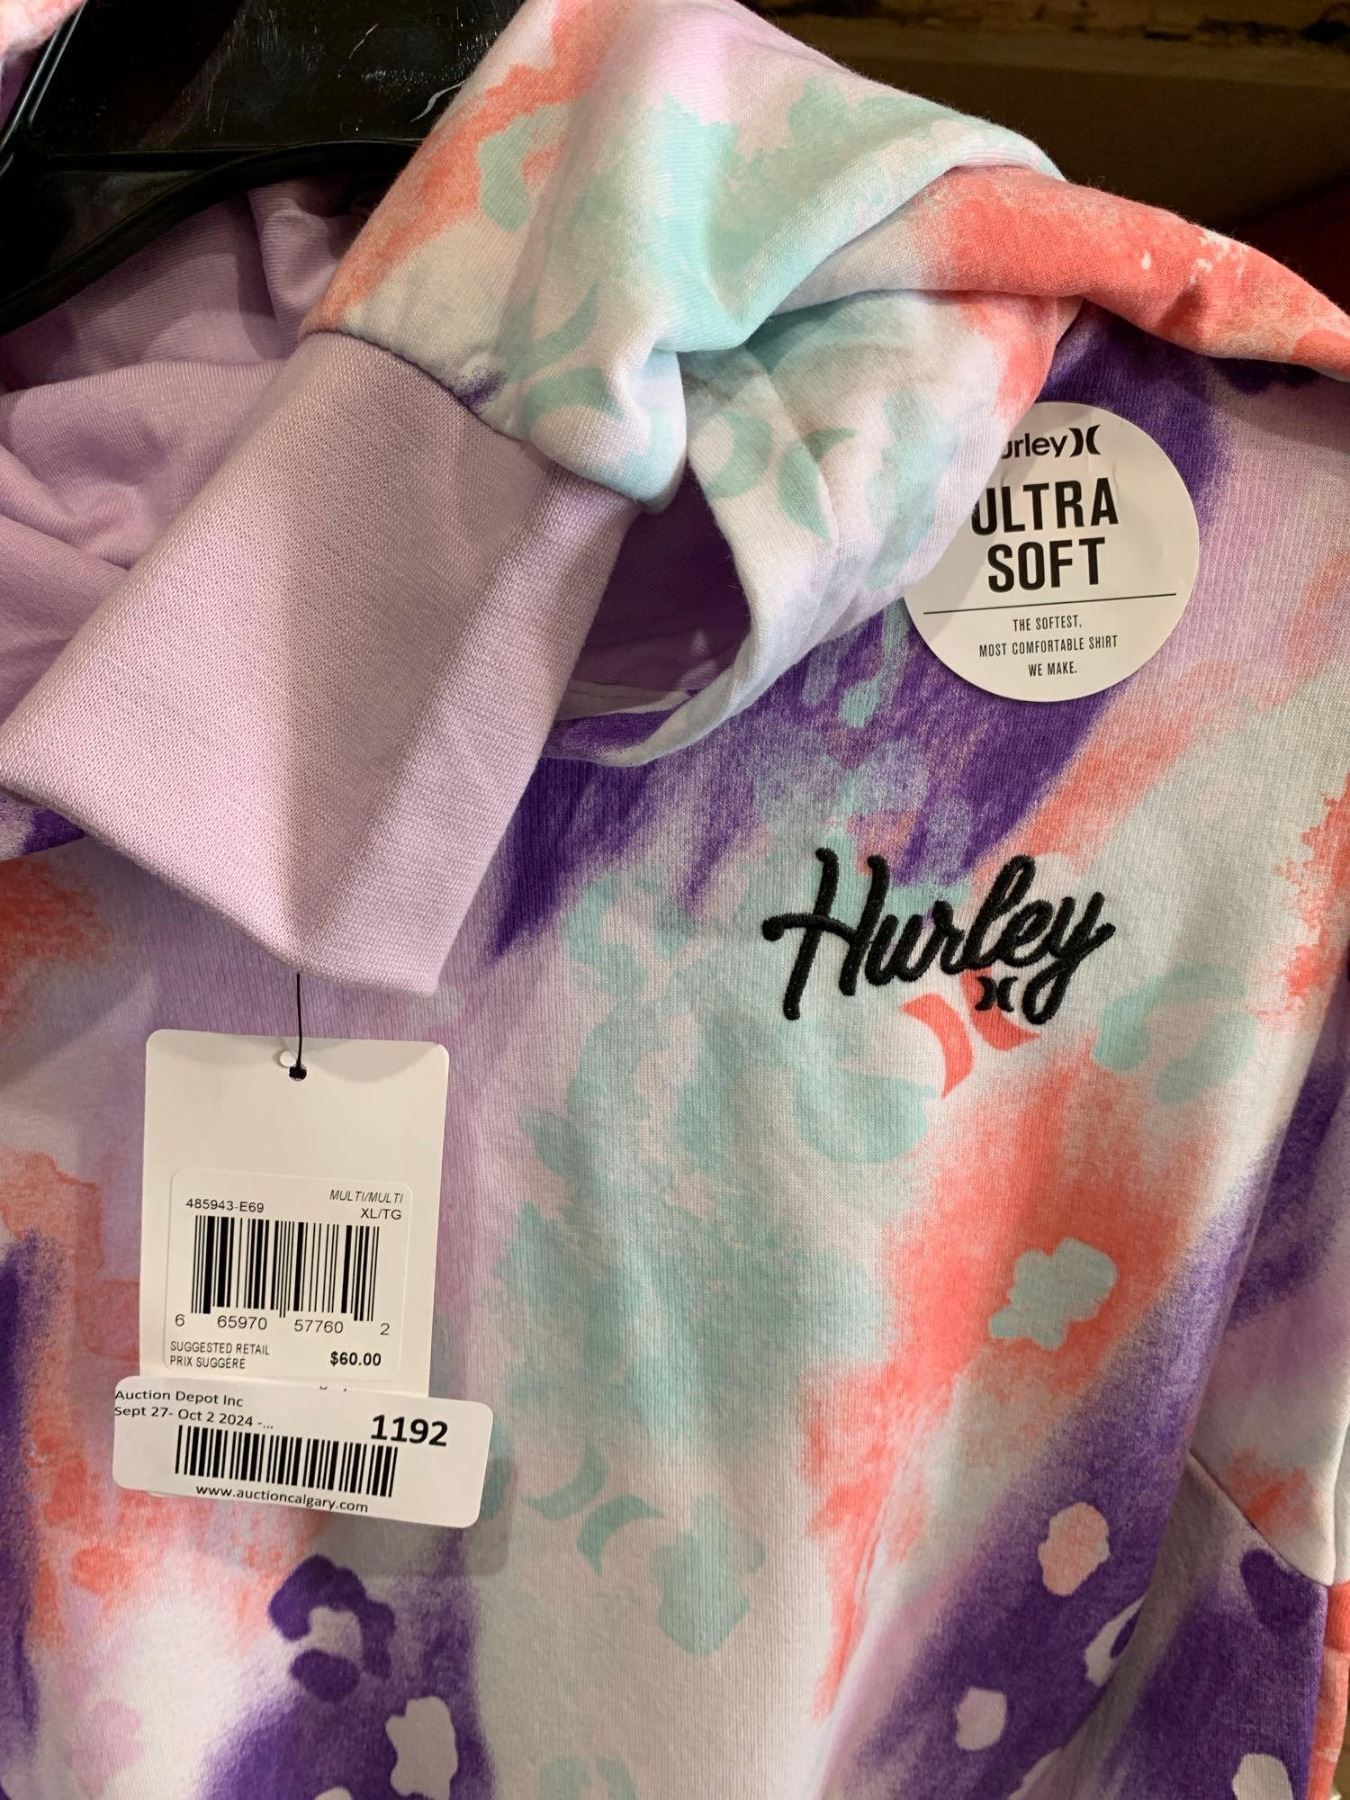 urley
ULTRA
SOFT
THE SOFTEST,
MOST COMFORTABLE SHIRT
WE MAKE.
Hurley
MULTI/MULTI
485943-E69
XL/TG
6 65970 57760 2
SUGGESTED RETAIL
PRIX SUGGERÉ $60.00
Auction Depot Inc
Sept 27- Oct 2 2024 -...
1192
www.auctioncalgary.com